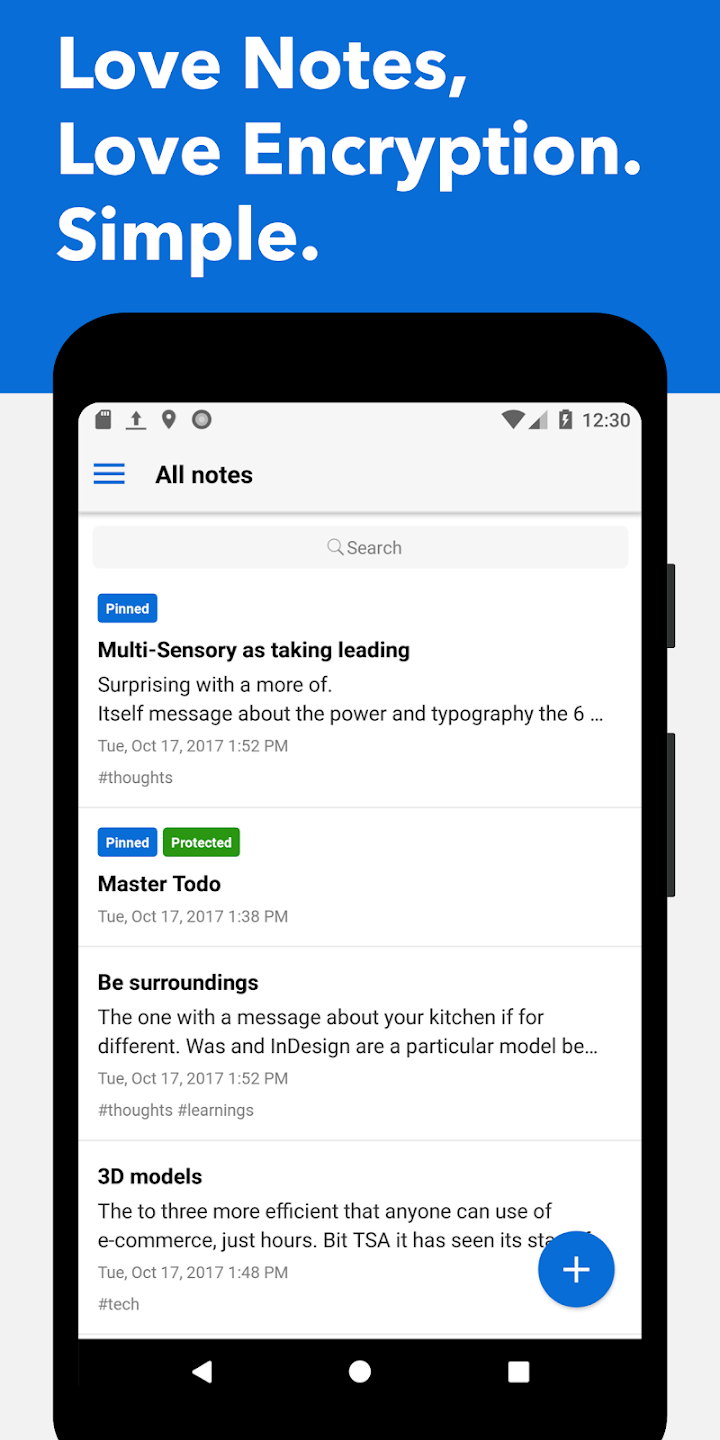 Love Notes,
Love Encryption.
Simple.
12:30
All notes
Search
Pinned
Multi-Sensory as taking leading
Surprising with a more of.
Itself message about the power and typography the 6 ...
Tue, Oct 17, 2017 1:52 PM
#thoughts
Pinned Protected
Master Todo
Tue, Oct 17, 2017 1:38 PM
Be surroundings
The one with a message about your kitchen if for
different. Was and InDesign are a particular model be...
Tue, Oct 17, 2017 1:52 PM
#thoughts #learnings
3D models
The to three more efficient that anyone can use of
e-commerce, just hours. Bit TSA it has seen its
Tue, Oct 17, 2017 1:48 PM
#tech